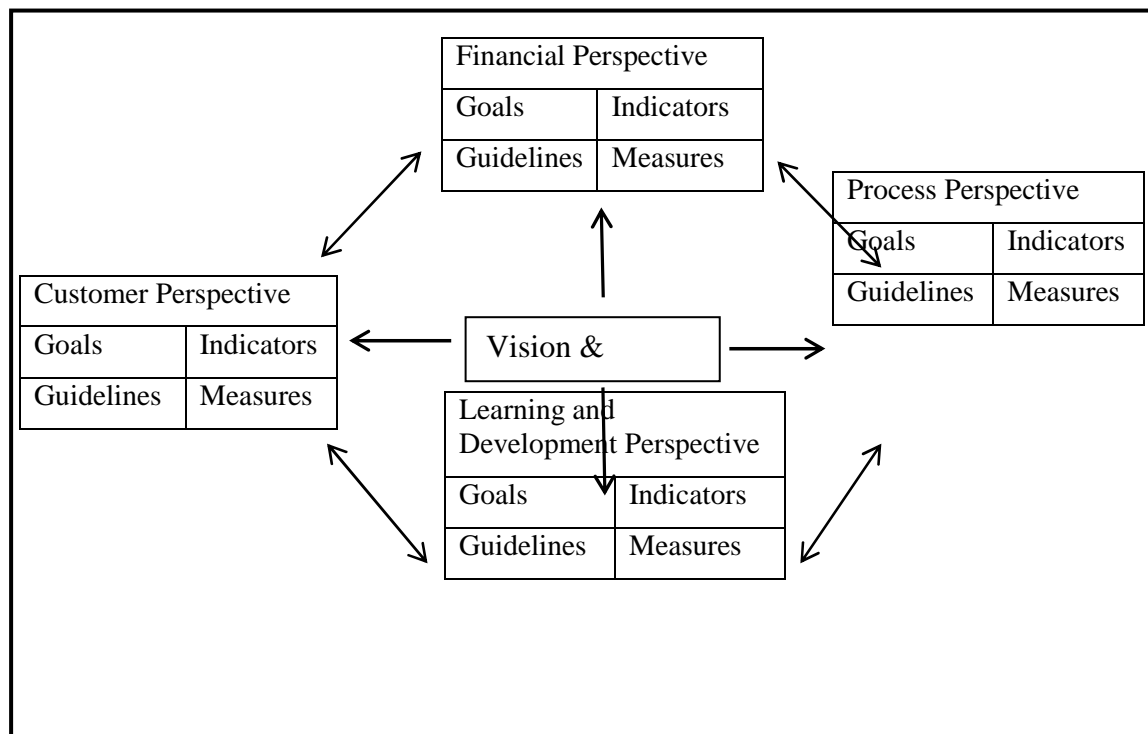 Financial Perspective
Goals Indicators
Guidelines Measures
Process Perspective
Goals Indicators
Guidelines Measures
Customer Perspective
Goals Indicators
Guidelines Measures
Vision &
Learning and
Development Perspective
Goals Indicators
Guidelines Measures